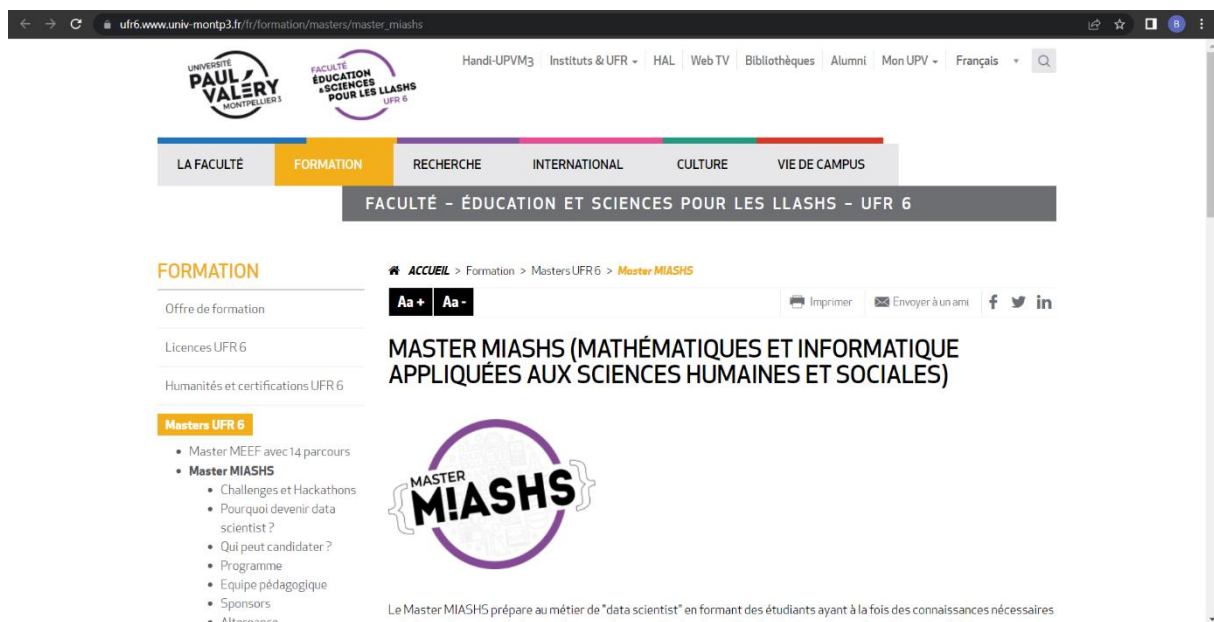 ufr6.www.univ-montp3.fr/fr/formation/masters/master_miashs
B
UNIVERSITÉ
PAUL
VALÉRY
MONTPELLIER 3
FACULTÉ
ÉDUCATION
& SCIENCES
POUR LES LLASHS
UFR 6
Handi-UPVM3 Instituts & UFR HAL Web TV Bibliothèques Alumni Mon UPV Français
LA FACULTÉ FORMATION RECHERCHE INTERNATIONAL CULTURE VIE DE CAMPUS
FACULTÉ – ÉDUCATION ET SCIENCES POUR LES LLASHS – UFR 6
FORMATION
Offre de formation
Licences UFR 6
Humanités et certifications UFR 6
Masters UFR 6
• Master MEEF avec 14 parcours
• Master MIASHS
• Challenges et Hackathons
• Pourquoi devenir data
scientist ?
• Qui peut candidater ?
• Programme
• Equipe pédagogique
• Sponsors
• Alternance
ACCUEIL > Formation > Masters UFR 6 > Master MIASHS
Aa + Aa - Imprimer Envoyer à un ami
MASTER MIASHS (MATHÉMATIQUES ET INFORMATIQUE
APPLIQUÉES AUX SCIENCES HUMAINES ET SOCIALES)
MASTER
{M!ASHS}
Le Master MIASHS prépare au métier de "data scientist" en formant des étudiants ayant à la fois des connaissances nécessaires